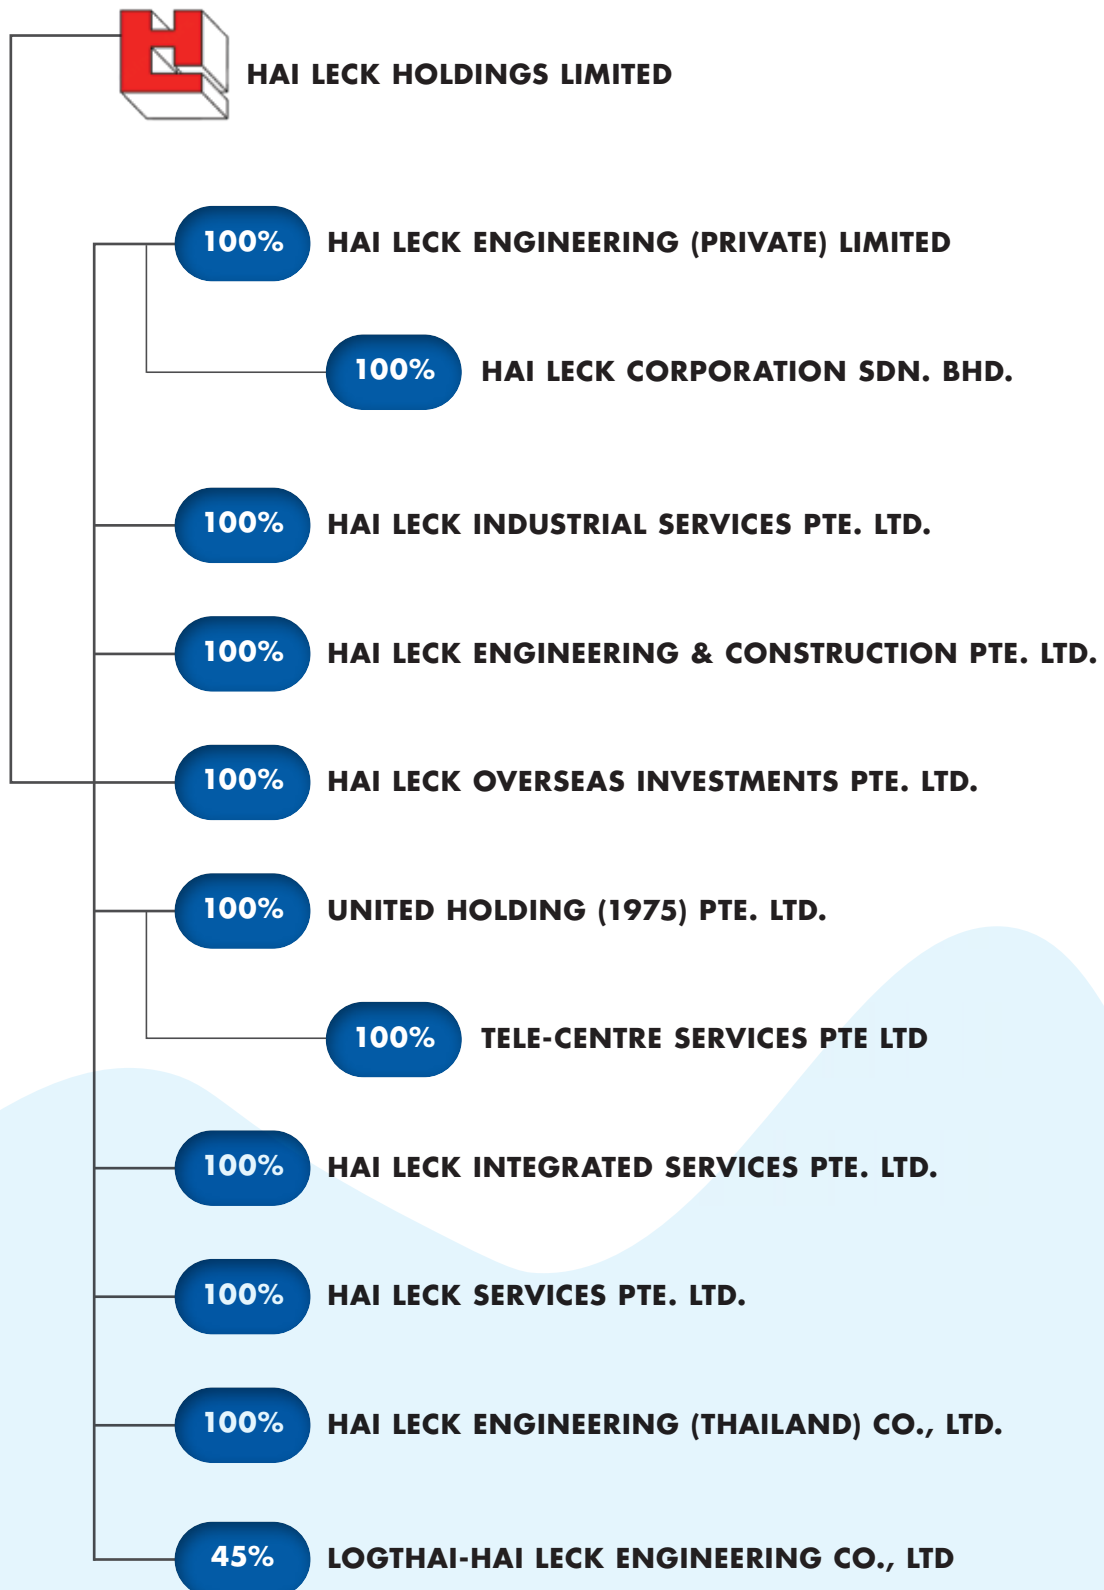 HAI LECK HOLDINGS LIMITED
100% HAI LECK ENGINEERING (PRIVATE) LIMITED
100% HAI LECK CORPORATION SDN. BHD.
100% HAI LECK INDUSTRIAL SERVICES PTE. LTD.
100% HAI LECK ENGINEERING & CONSTRUCTION PTE. LTD.
100% HAI LECK OVERSEAS INVESTMENTS PTE. LTD.
100% UNITED HOLDING (1975) PTE. LTD.
100% TELE-CENTRE SERVICES PTE LTD
100% HAI LECK INTEGRATED SERVICES PTE. LTD.
100% HAI LECK SERVICES PTE. LTD.
100% HAI LECK ENGINEERING (THAILAND) CO., LTD.
45% LOGTHAI-HAI LECK ENGINEERING CO., LTD